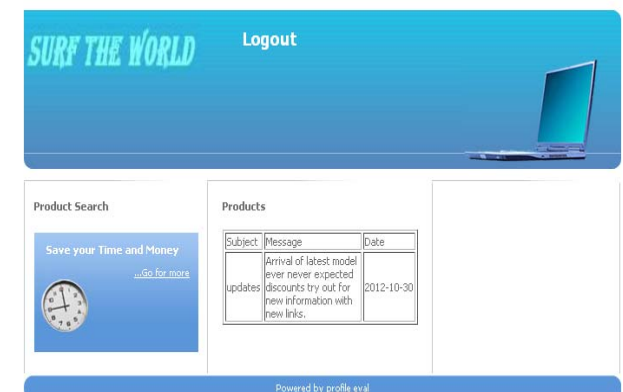 SURF THE WORLD
Logout
Product Search
Save your Time and Money
...Go for more
Products
Subject Message Date
updates Arrival of latest model
ever never expected
discounts try out for
new information with
new links.
2012-10-30
Powered by profile eval